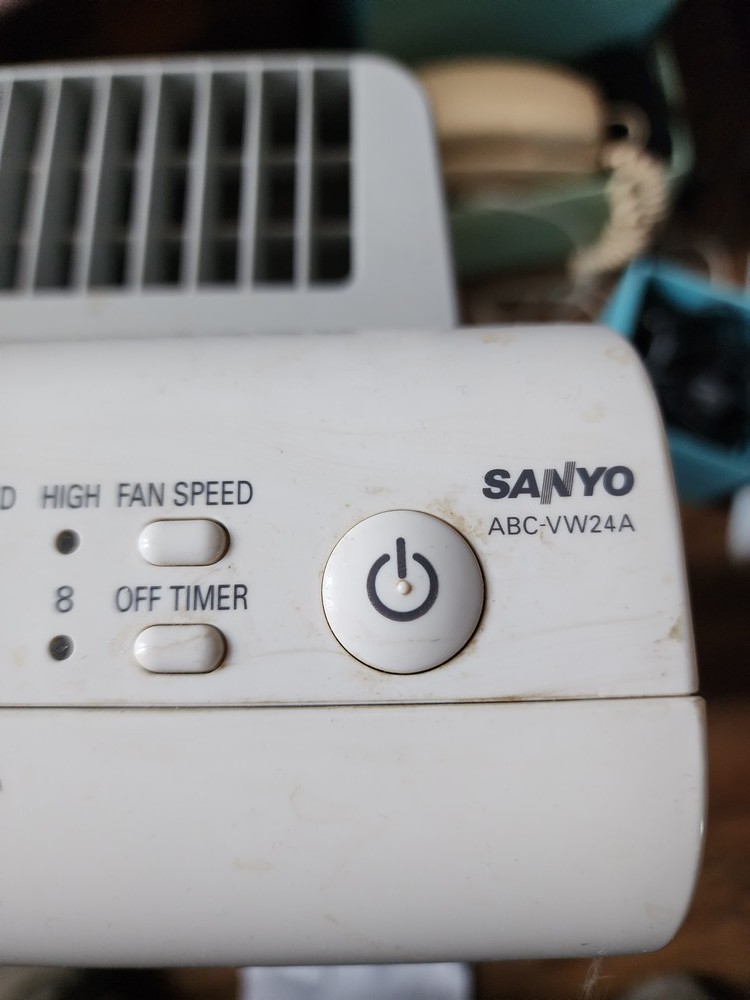 SANYO
ABC-VW24A
HIGH FAN SPEED
8 OFF TIMER